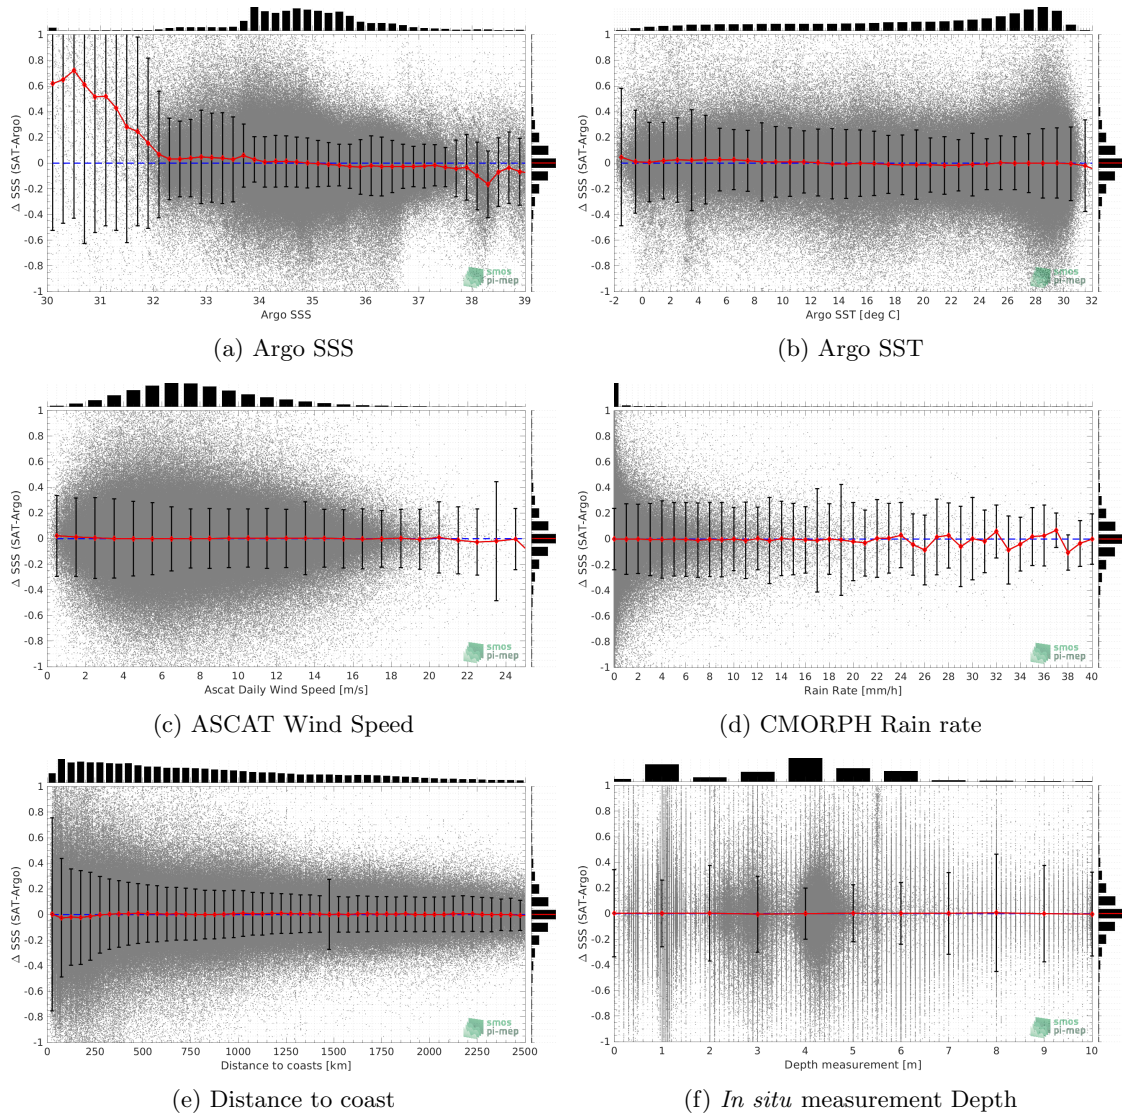 1
0.8
0.6
0.4
0.2
0
-0.2
-0.4
-0.6
-0.8
-1
Δ SSS (SAT-Argo)
30 31 32 33 34 35 36 37 38 39
Argo SSS
smos
pi-mep
(a) Argo SSS
1
0.8
0.6
0.4
0.2
0
-0.2
-0.4
-0.6
-0.8
-1
Δ SSS (SAT-Argo)
-2 0 2 4 6 8 10 12 14 16 18 20 22 24 26 28 30 32
Argo SST [deg C]
smos
pi-mep
(b) Argo SST
1
0.8
0.6
0.4
0.2
0
-0.2
-0.4
-0.6
-0.8
-1
Δ SSS (SAT-Argo)
0 2 4 6 8 10 12 14 16 18 20 22 24
Ascat Daily Wind Speed [m/s]
smos
pi-mep
(c) ASCAT Wind Speed
1
0.8
0.6
0.4
0.2
0
-0.2
-0.4
-0.6
-0.8
-1
Δ SSS (SAT-Argo)
0 2 4 6 8 10 12 14 16 18 20 22 24 26 28 30 32 34 36 38 40
Rain Rate [mm/h]
smos
pi-mep
(d) CMORPH Rain rate
1
0.8
0.6
0.4
0.2
0
-0.2
-0.4
-0.6
-0.8
-1
Δ SSS (SAT-Argo)
0 250 500 750 1000 1250 1500 1750 2000 2250 2500
Distance to coasts [km]
smos
pi-mep
(e) Distance to coast
1
0.8
0.6
0.4
0.2
0
-0.2
-0.4
-0.6
-0.8
-1
Δ SSS (SAT-Argo)
0 1 2 3 4 5 6 7 8 9 10
Depth measurement [m]
smos
pi-mep
(f) In situ measurement Depth